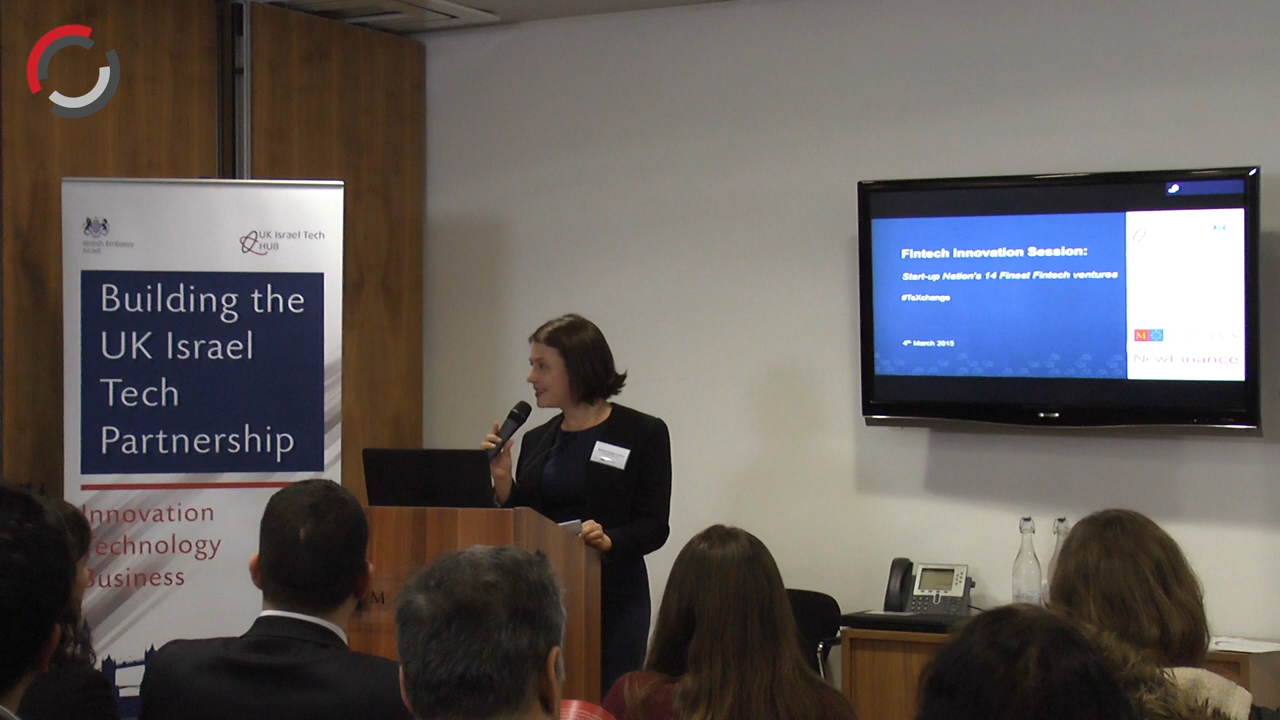 British Embassy
Israel
UK Israel Tech
HUB
Building the
UK Israel
Tech
Partnership
Innovation
Technology
Business
M
Fintech Innovation Session:
Start-up Nation's 14 Finest Fintech ventures
#TeXchange
4th March 2015
M
NewFinance